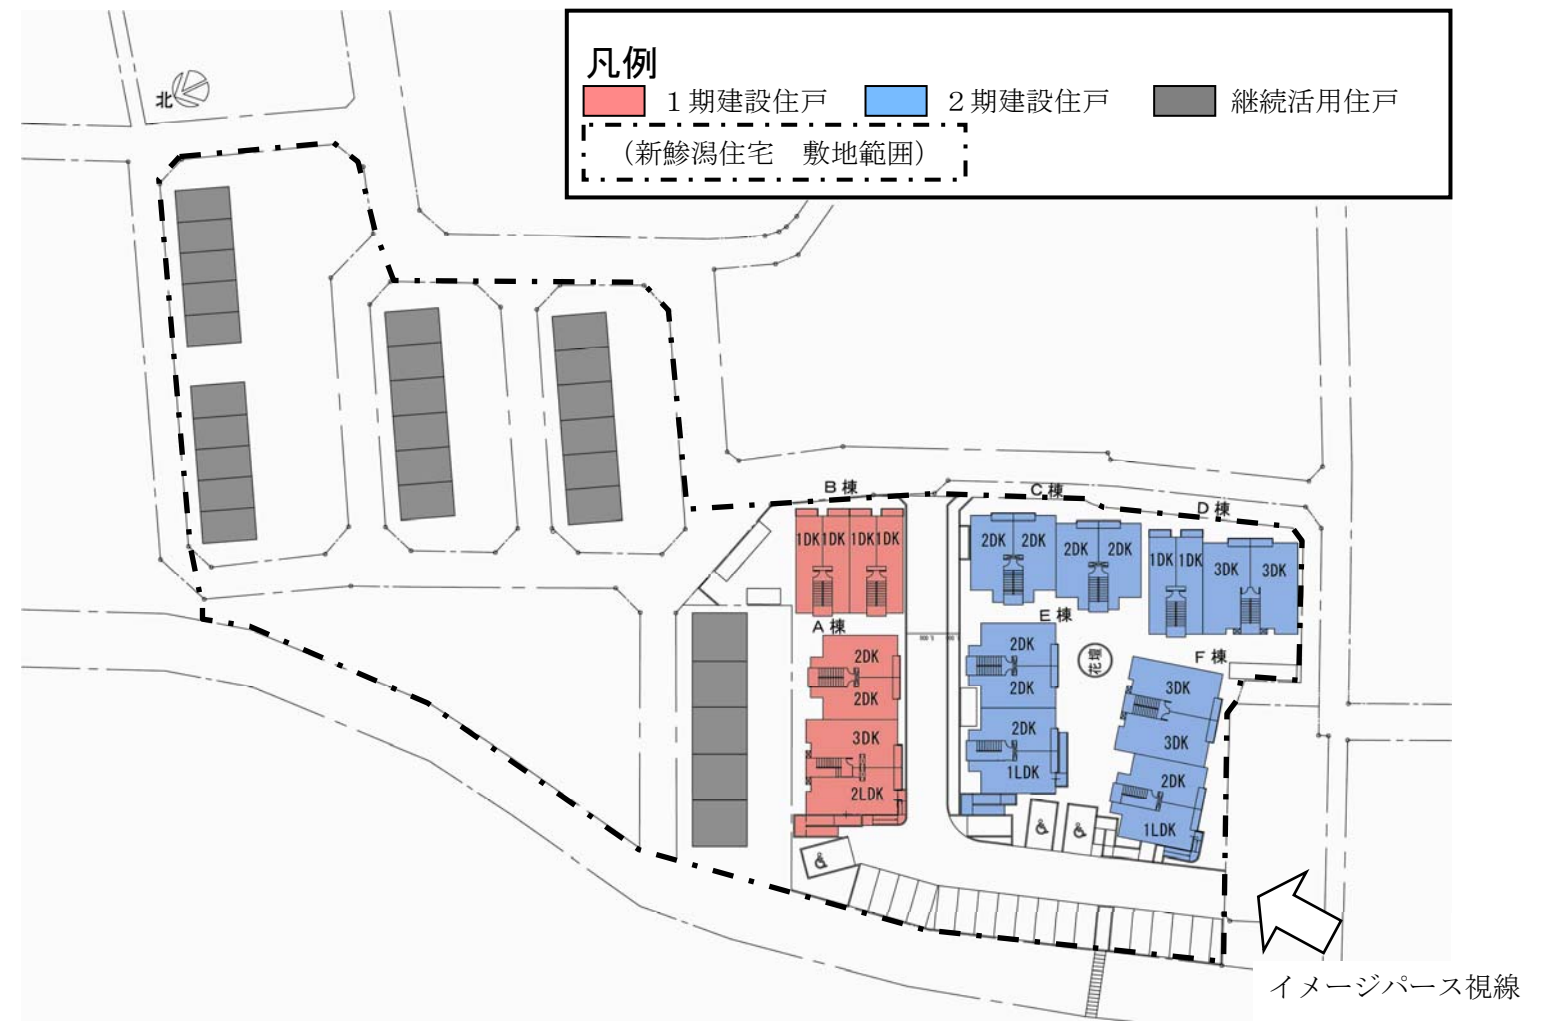 凡例
1期建設住戸 2期建設住戸 継続活用住戸
(新鯵潟住宅 敷地範囲)
北
B棟
C棟
D棟
1DK 1DK 1DK 1DK
2DK 2DK 2DK 2DK
1DK 1DK 3DK 3DK
A棟
2DK
2DK
3DK
2LDK
E棟
2DK
2DK
2DK
1LDK
花壇
F棟
3DK
3DK
2DK
1LDK
イメージパース視線